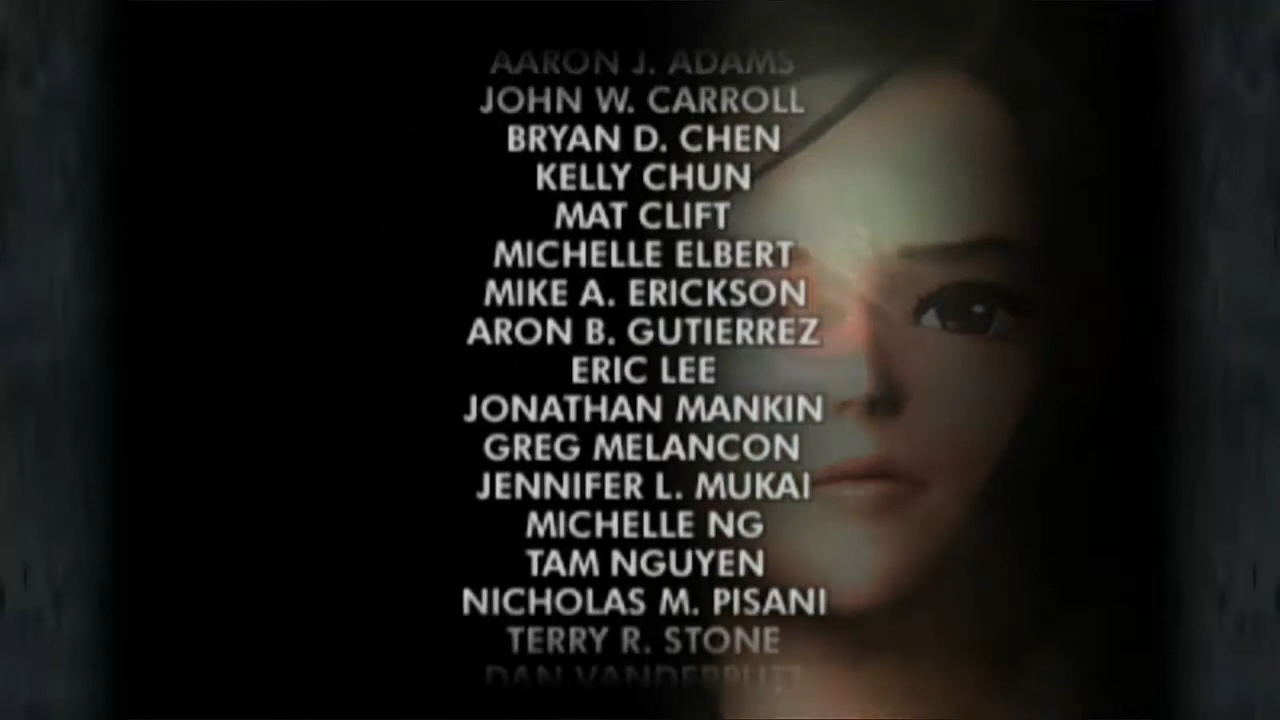 AARON J. ADAMS
JOHN W. CARROLL
BRYAN D. CHEN
KELLY CHUN
MAT CLIFT
MICHELLE ELBERT
MIKE A. ERICKSON
ARON B. GUTIERREZ
ERIC LEE
JONATHAN MANKIN
GREG MELANCON
JENNIFER L. MUKAI
MICHELLE NG
TAM NGUYEN
NICHOLAS M. PISANI
TERRY R. STONE
DAN